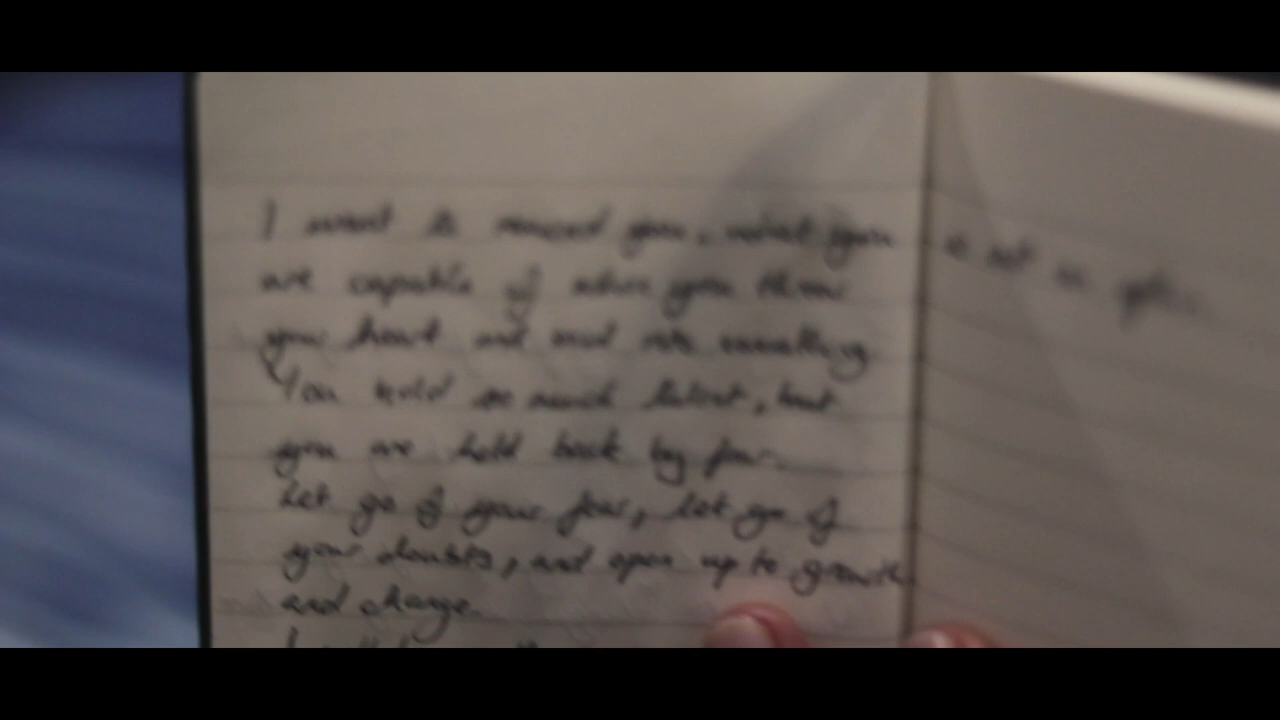 I want to remind you, what you
are capable of when you throw
your heart and soul into something
You hold so much talent, but
you are held back by fear.
Let go of your fear, let go of
your doubts, and open up to growth
and change.